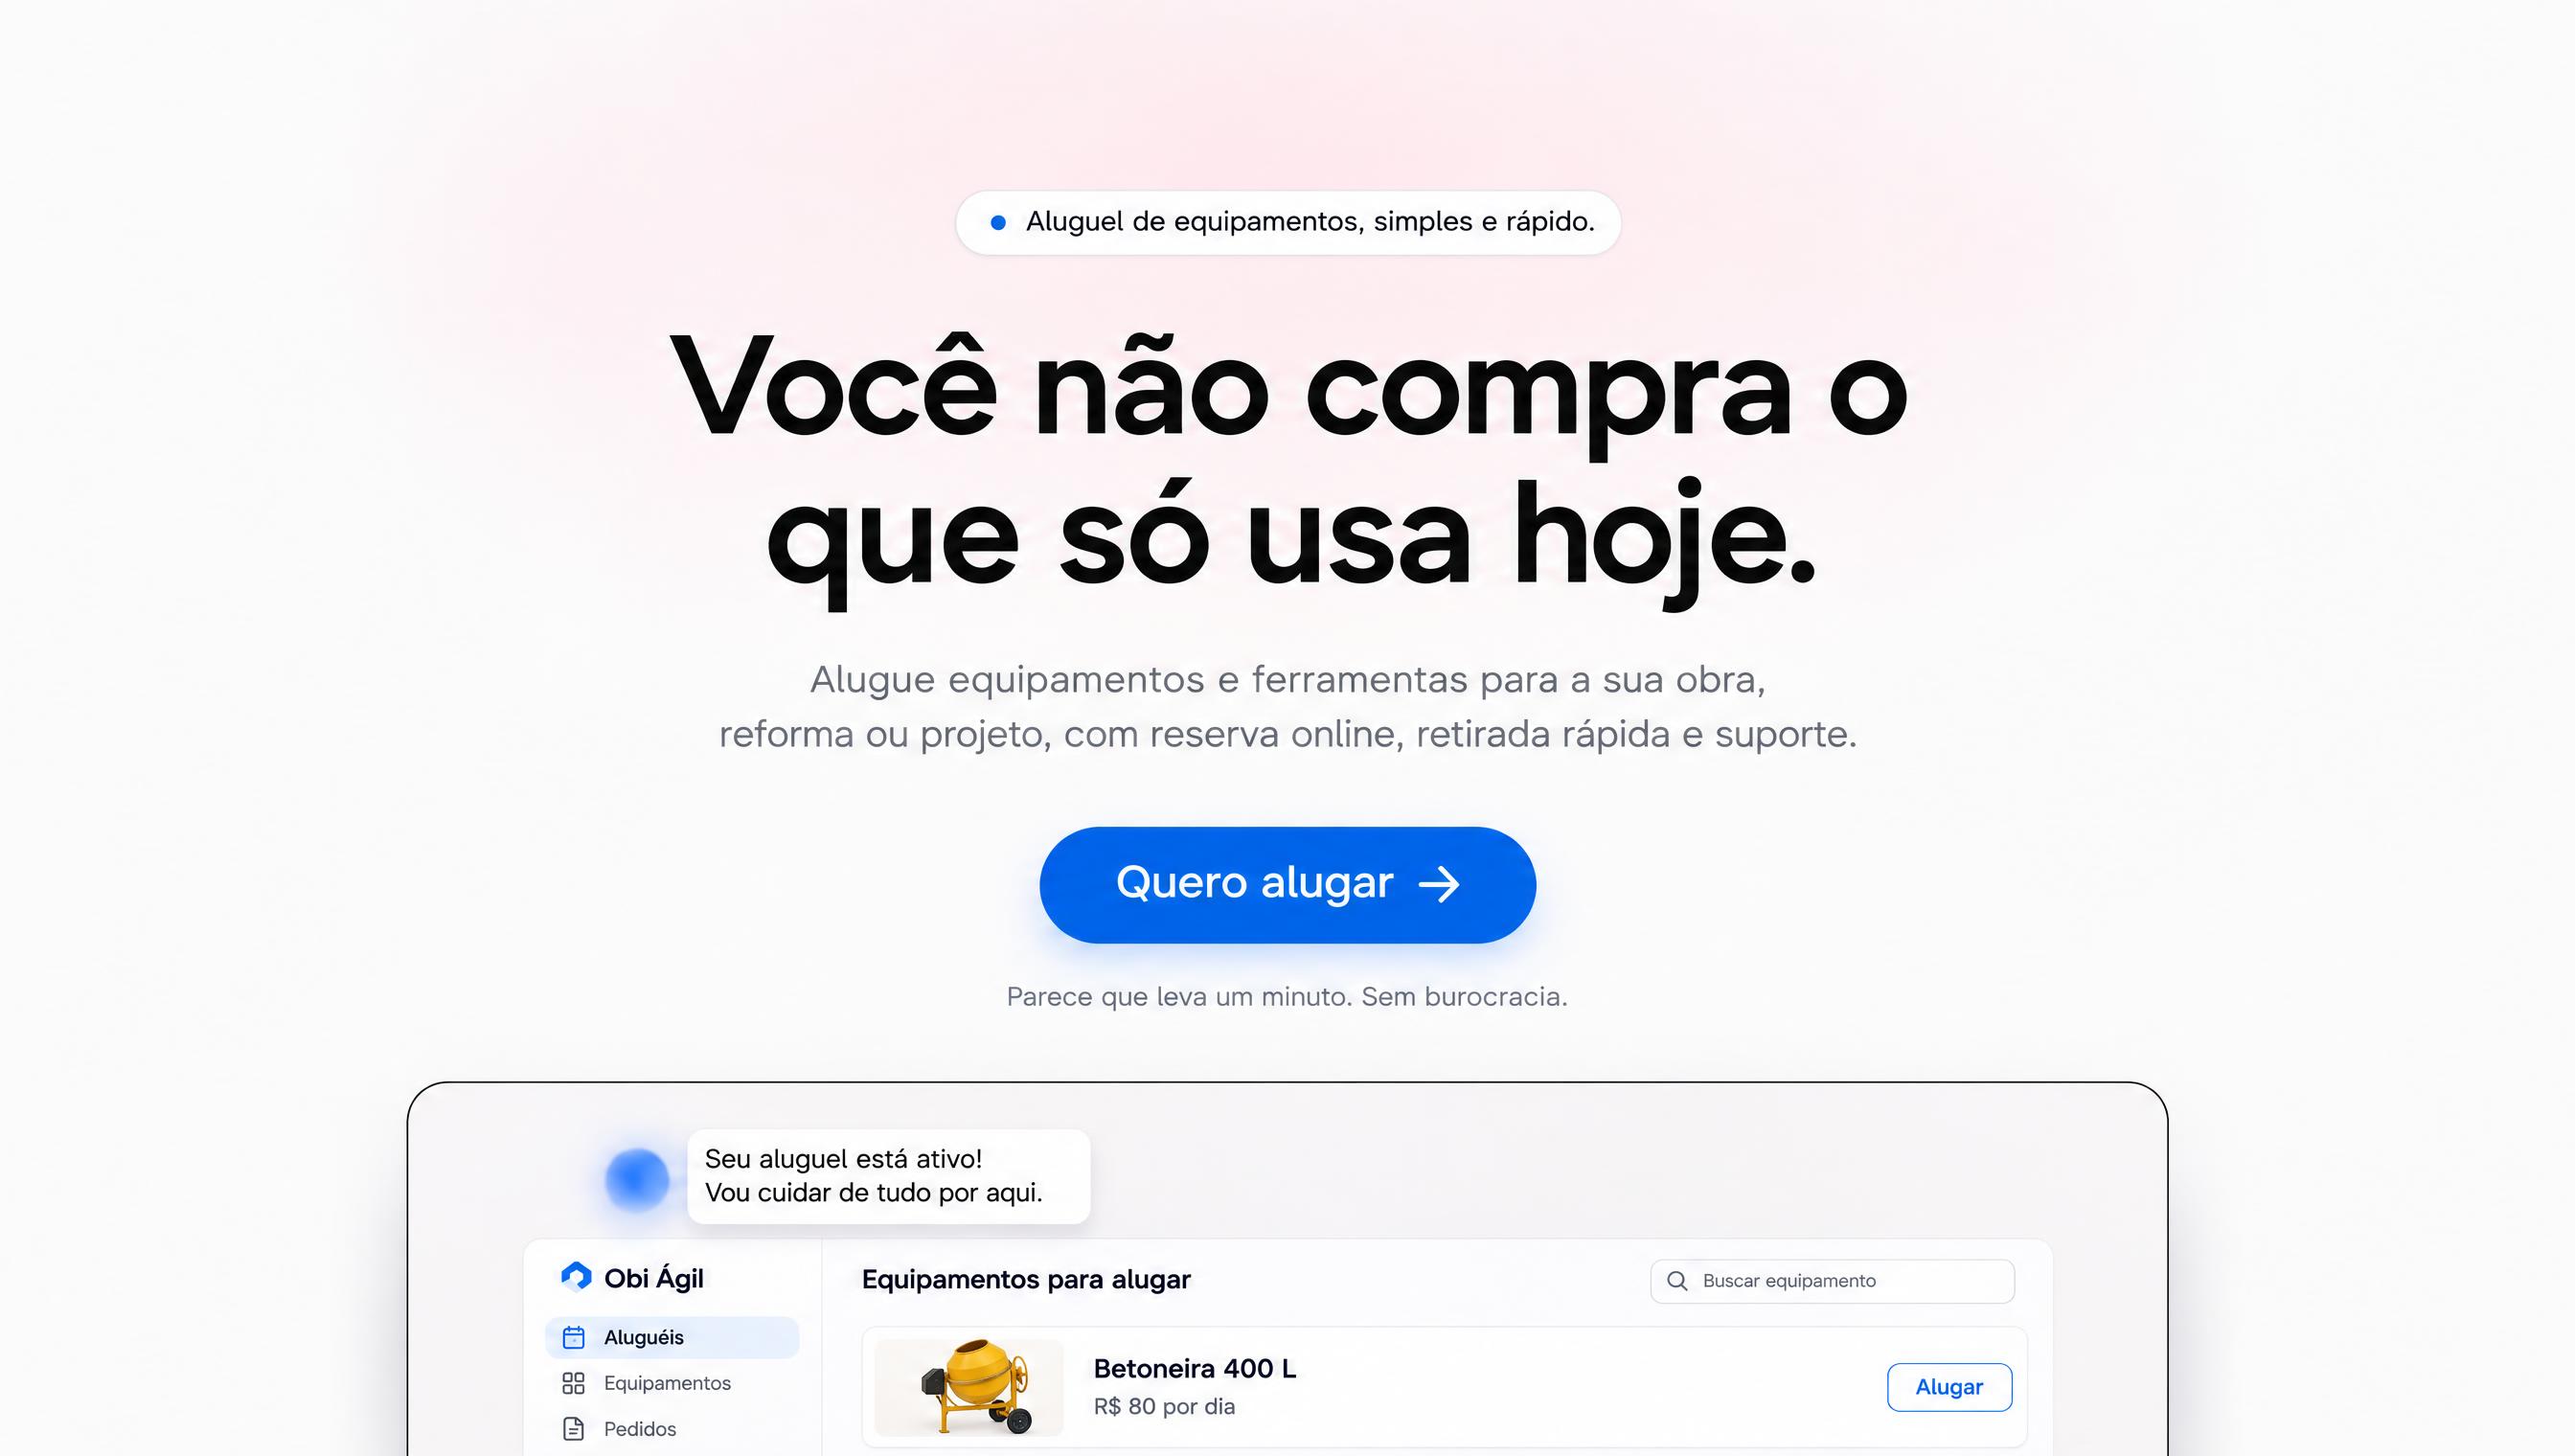 Aluguel de equipamentos, simples e rápido.
Você não compra o
que só usa hoje.
Alugue equipamentos e ferramentas para a sua obra,
reforma ou projeto, com reserva online, retirada rápida e suporte.
Quero alugar
Parece que leva um minuto. Sem burocracia.
Seu aluguel está ativo!
Vou cuidar de tudo por aqui.
Obi Ágil
Aluguéis
Equipamentos
Pedidos
Equipamentos para alugar
Buscar equipamento
Betoneira 400 L
R$ 80 por dia
Alugar